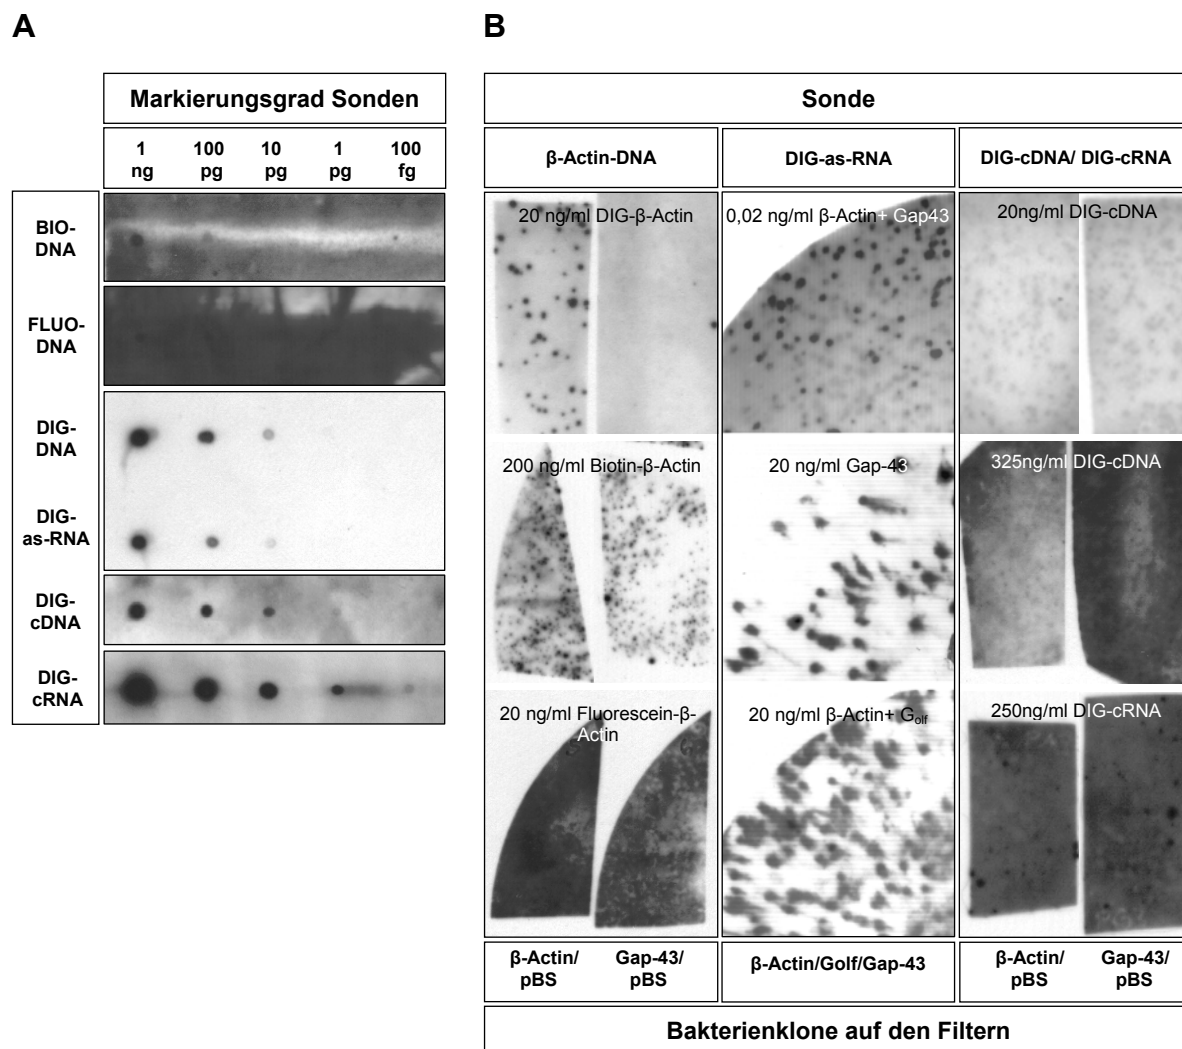 A
B
Markierungsgrad Sonden
1 ng
100 pg
10 pg
1 pg
100 fg
BIO-
DNA
FLUO-
DNA
DIG-
DNA
DIG-
as-RNA
DIG-
cDNA
DIG-
cRNA
Sonde
β-Actin-DNA
DIG-as-RNA
DIG-cDNA/ DIG-cRNA
20 ng/ml DIG-β-Actin
0,02 ng/ml β-Actin+ Gap43
20ng/ml DIG-cDNA
200 ng/ml Biotin-β-Actin
20 ng/ml Gap-43
325ng/ml DIG-cDNA
20 ng/ml Fluorescein-β-
Actin
20 ng/ml β-Actin+ Golf
250ng/ml DIG-cRNA
β-Actin/
pBS
Gap-43/
pBS
β-Actin/Golf/Gap-43
β-Actin/
pBS
Gap-43/
pBS
Bakterienklone auf den Filtern